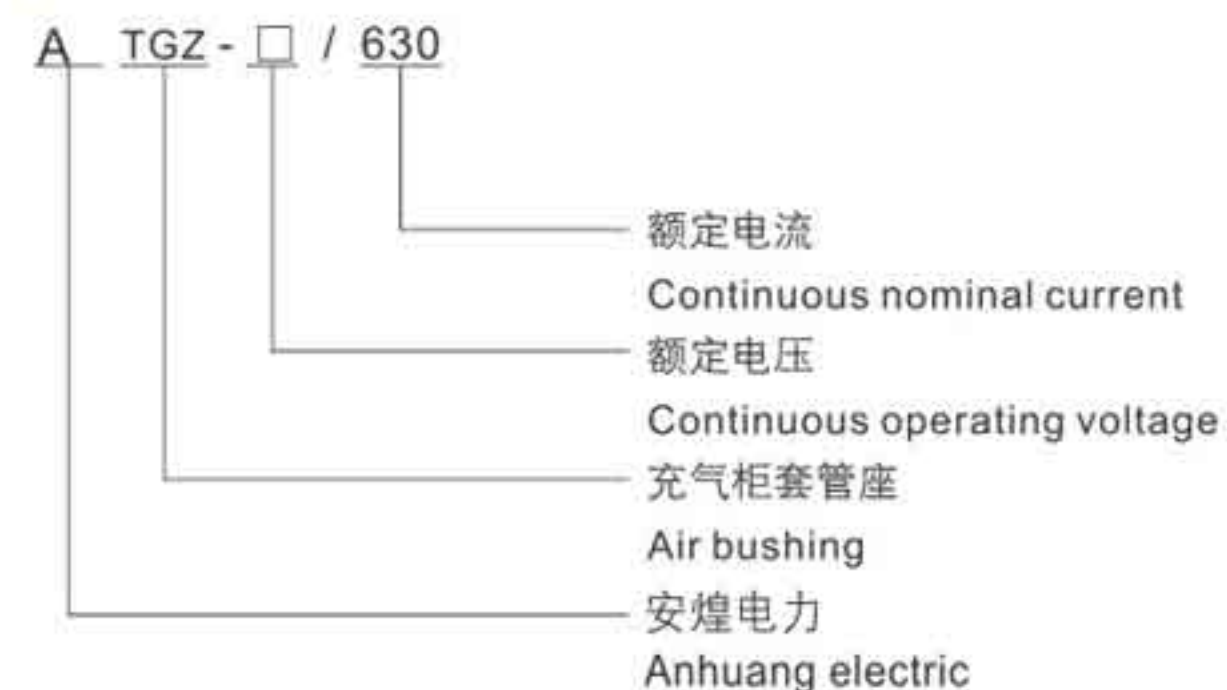 A TGZ - □ / 630
额定电流
Continuous nominal current
额定电压
Continuous operating voltage
充气柜套管座
Air bushing
安煌电力
Anhuang electric